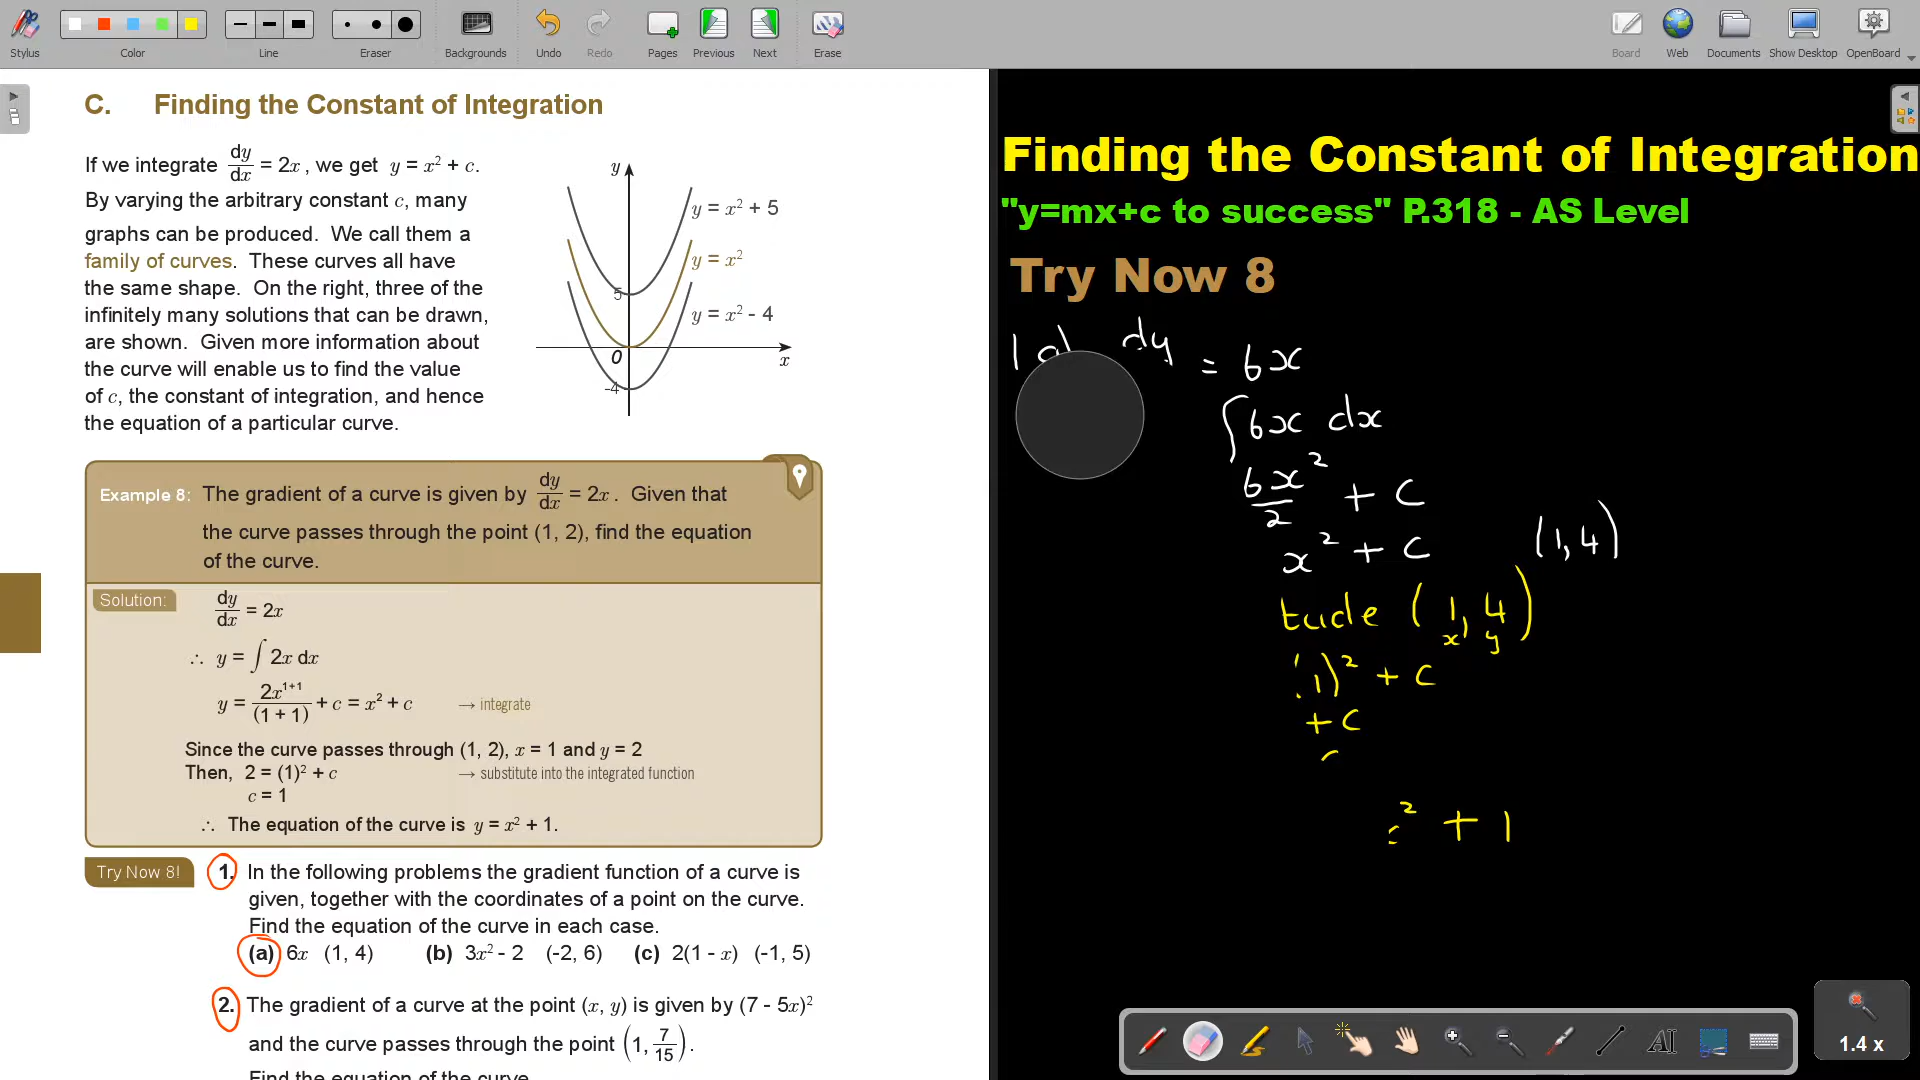 Stylus
Color
Line
Eraser
Backgrounds
Undo
Redo
Pages
Previous
Next
Erase
Board
Web
Documents
Show Desktop
OpenBoard
C. Finding the Constant of Integration
If we integrate dy/dx = 2x, we get y = x² + c.
By varying the arbitrary constant c, many
graphs can be produced. We call them a
family of curves. These curves all have
the same shape. On the right, three of the
infinitely many solutions that can be drawn,
are shown. Given more information about
the curve will enable us to find the value
of c, the constant of integration, and hence
the equation of a particular curve.
y
y = x² + 5
y = x²
5
y = x² - 4
0
x
-4
Example 8: The gradient of a curve is given by dy/dx = 2x. Given that
the curve passes through the point (1, 2), find the equation
of the curve.
Solution:
dy/dx = 2x
∴ y = ∫ 2x dx
y = 2x¹⁺¹/(1 + 1) + c = x² + c → integrate
Since the curve passes through (1, 2), x = 1 and y = 2
Then, 2 = (1)² + c → substitute into the integrated function
c = 1
∴ The equation of the curve is y = x² + 1.
Try Now 8!
1. In the following problems the gradient function of a curve is
given, together with the coordinates of a point on the curve.
Find the equation of the curve in each case.
(a) 6x (1, 4) (b) 3x² - 2 (-2, 6) (c) 2(1 - x) (-1, 5)
2. The gradient of a curve at the point (x, y) is given by (7 - 5x)²
and the curve passes through the point (1, 7/15).
Find the equation of the curve
Finding the Constant of Integration
"y=mx+c to success" P.318 - AS Level
Try Now 8
1 a) dy = 6x
∫6x dx
6x²/2 + c
x² + c (1, 4)
(1, 4)
x, y
1)² + c
+ c
² + 1
1.4 x